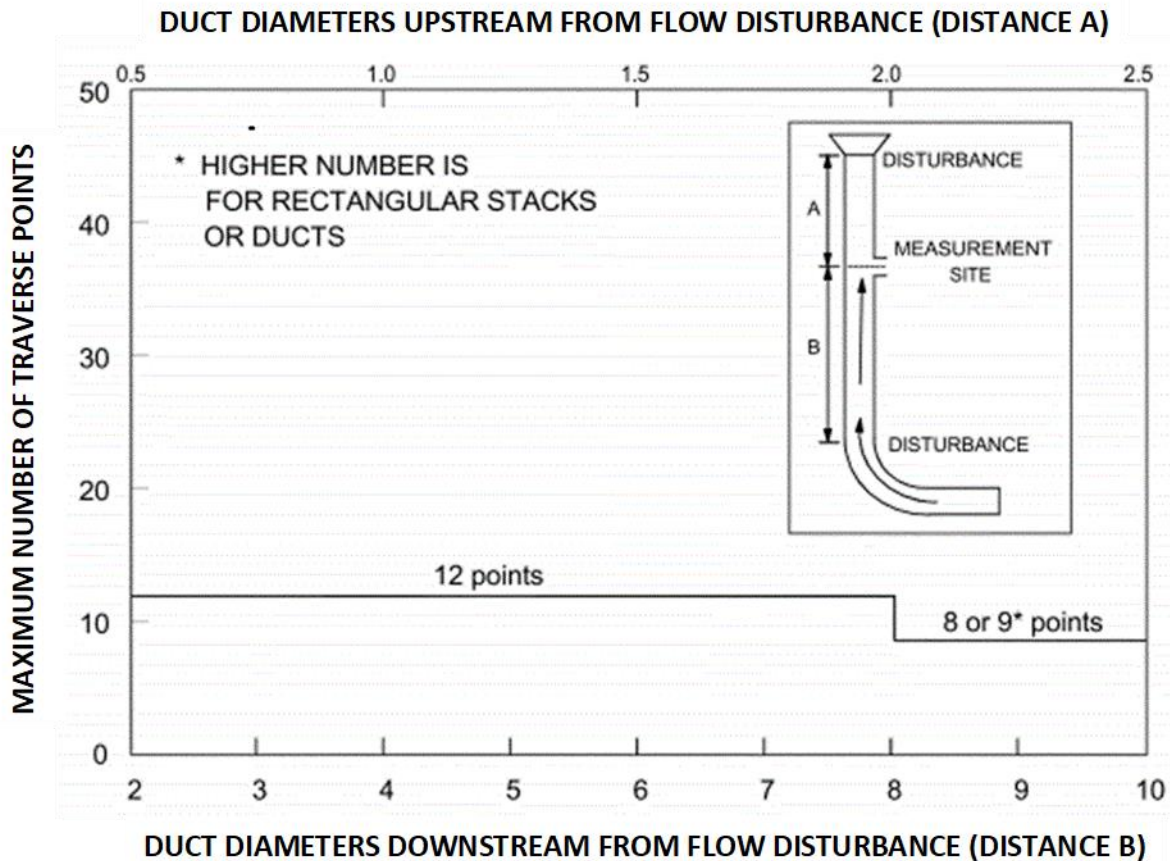 DUCT DIAMETERS UPSTREAM FROM FLOW DISTURBANCE (DISTANCE A)
0.5 1.0 1.5 2.0 2.5
50
40
30
20
10
0
MAXIMUM NUMBER OF TRAVERSE POINTS
* HIGHER NUMBER IS
FOR RECTANGULAR STACKS
OR DUCTS
DISTURBANCE
A
MEASUREMENT
SITE
B
DISTURBANCE
12 points
8 or 9* points
2 3 4 5 6 7 8 9 10
DUCT DIAMETERS DOWNSTREAM FROM FLOW DISTURBANCE (DISTANCE B)